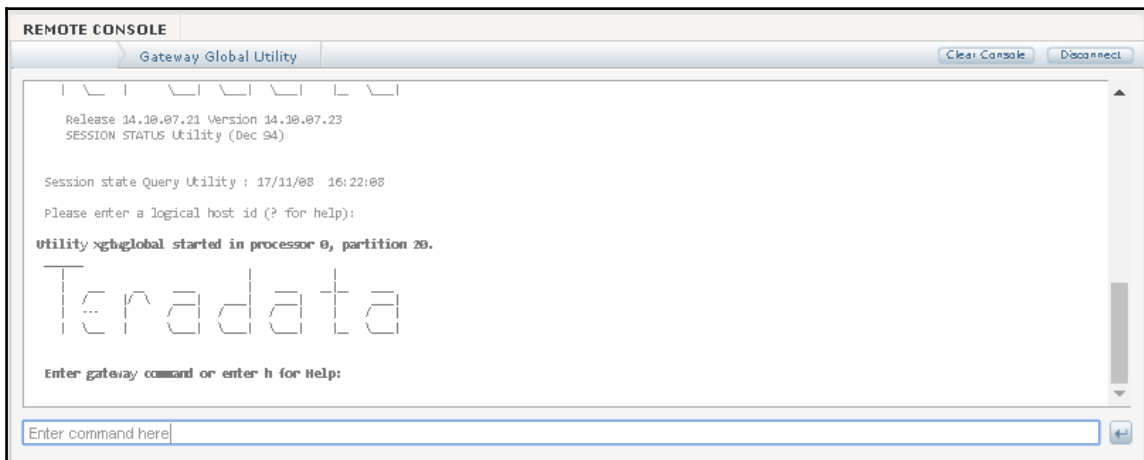 REMOTE CONSOLE
Gateway Global Utility
Clear Console
Disconnect
Release 14.10.07.21 Version 14.10.07.23
SESSION STATUS Utility (Dec 94)
Session state Query Utility : 17/11/08 16:22:08
Please enter a logical host id (? for help):
Utility xgtwglobal started in processor 0, partition 20.
Teradata
Enter gateway command or enter h for Help:
Enter command here